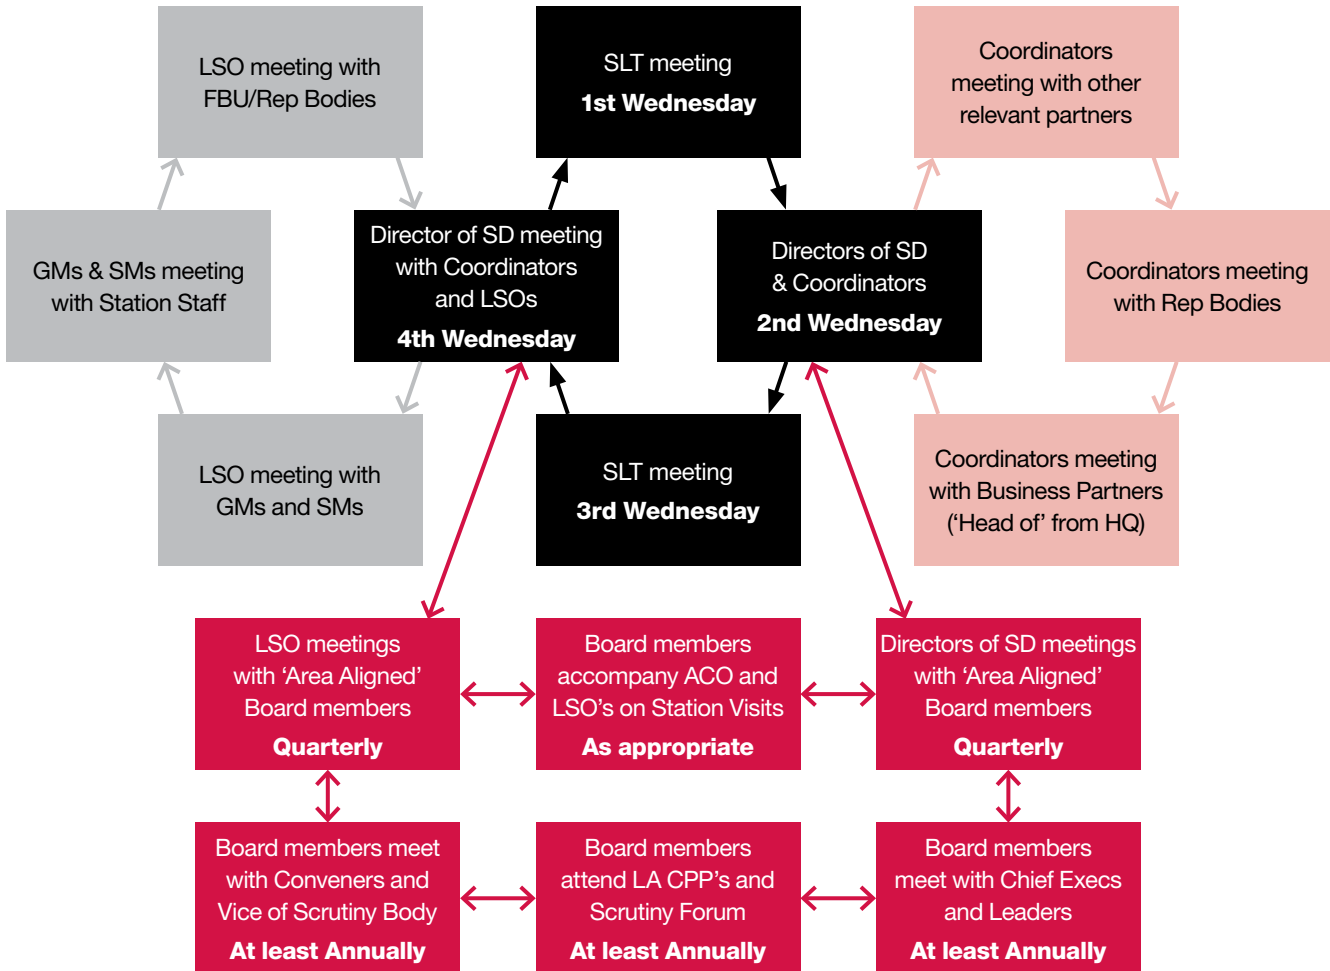 LSO meeting with
FBU/Rep Bodies
SLT meeting
1st Wednesday
Coordinators
meeting with other
relevant partners
GMs & SMs meeting
with Station Staff
Director of SD meeting
with Coordinators
and LSOs
4th Wednesday
Directors of SD
& Coordinators
2nd Wednesday
Coordinators meeting
with Rep Bodies
LSO meeting with
GMs and SMs
SLT meeting
3rd Wednesday
Coordinators meeting
with Business Partners
(‘Head of’ from HQ)
LSO meetings
with ‘Area Aligned’
Board members
Quarterly
Board members
accompany ACO and
LSO’s on Station Visits
As appropriate
Directors of SD meetings
with ‘Area Aligned’
Board members
Quarterly
Board members meet
with Conveners and
Vice of Scrutiny Body
At least Annually
Board members
attend LA CPP’s and
Scrutiny Forum
At least Annually
Board members
meet with Chief Execs
and Leaders
At least Annually